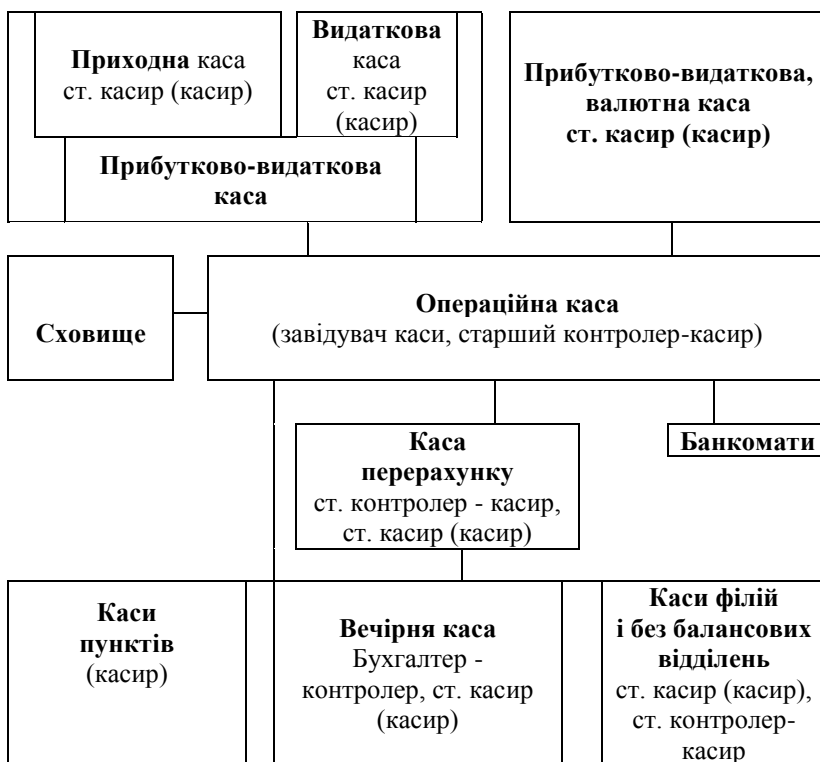 Приходна каса
ст. касир (касир)
Видаткова
каса
ст. касир
(касир)
Прибутково-видаткова
каса
Прибутково-видаткова,
валютна каса
ст. касир (касир)
Сховище
Операційна каса
(завідувач каси, старший контролер-касир)
Каса
перерахунку
ст. контролер - касир,
ст. касир (касир)
Банкомати
Каси
пунктів
(касир)
Вечірня каса
Бухгалтер -
контролер, ст. касир
(касир)
Каси філій
і без балансових
відділень
ст. касир (касир),
ст. контролер-
касир